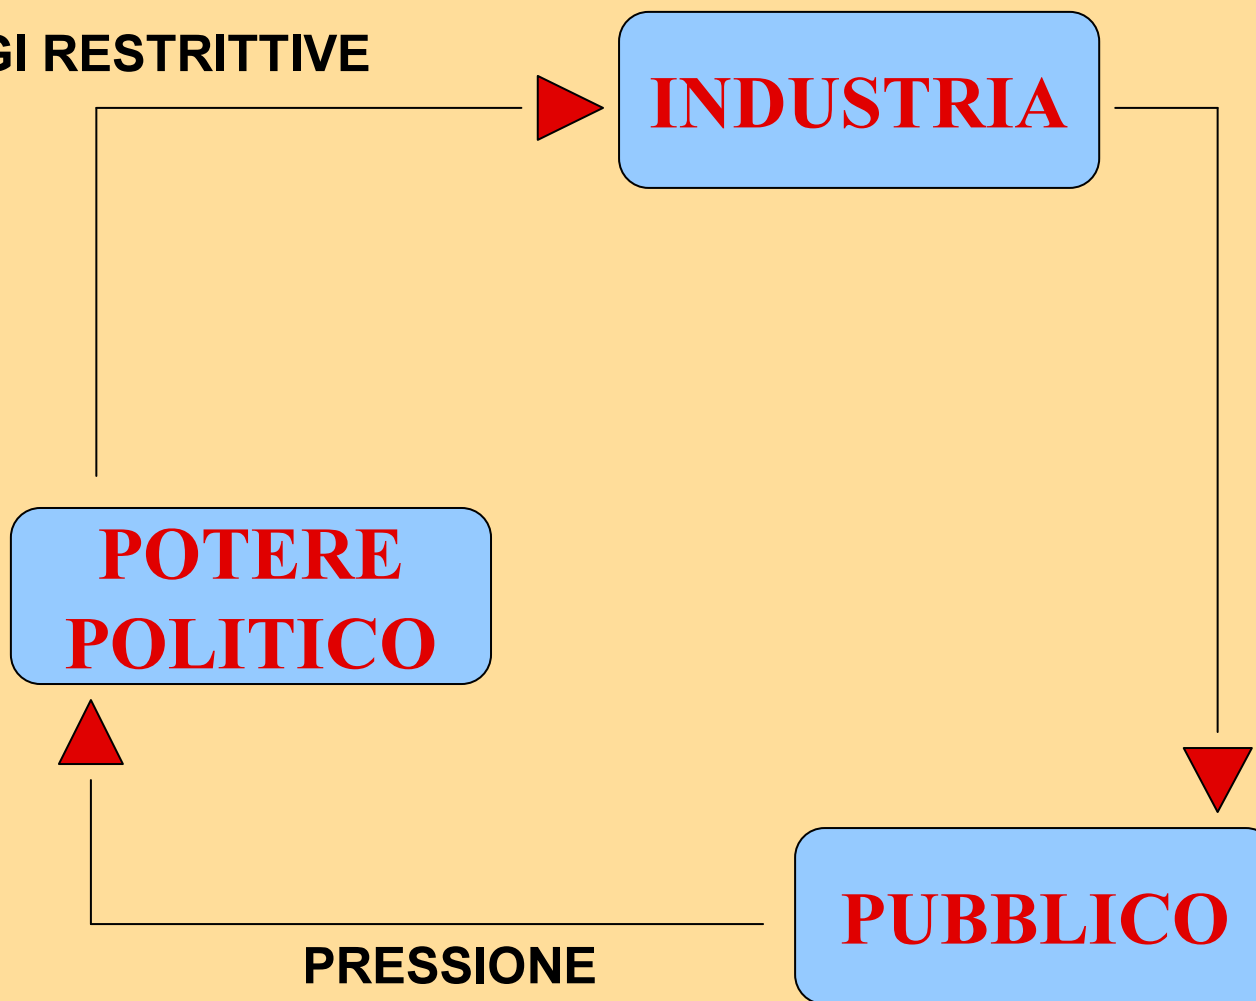 GI RESTRITTIVE
INDUSTRIA
POTERE
POLITICO
PUBBLICO
PRESSIONE